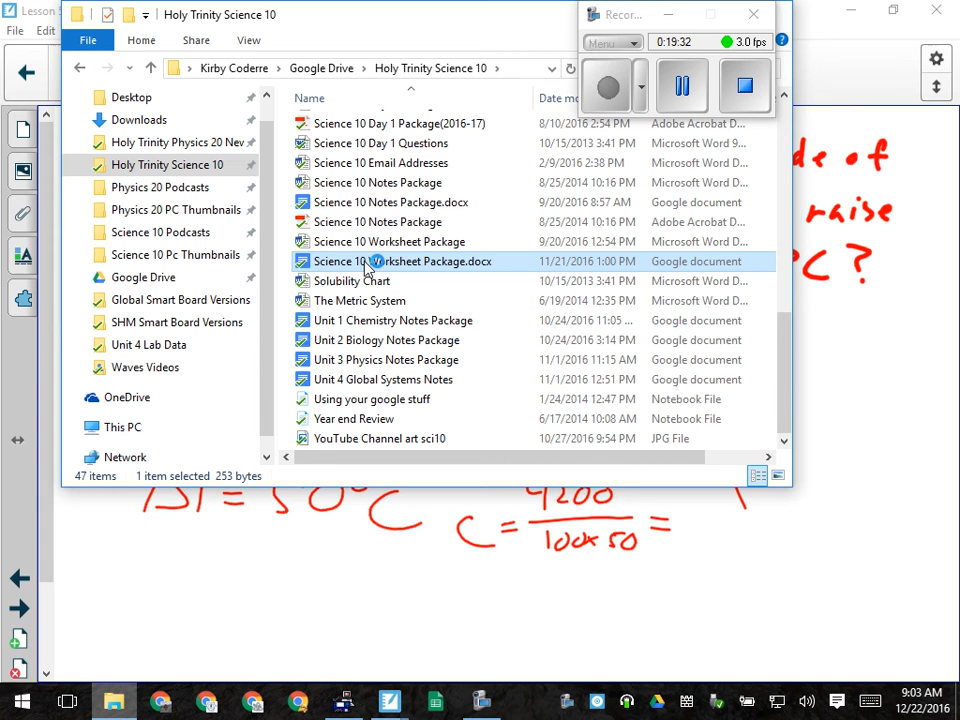 Lesson
Holy Trinity Science 10
Recor...
File
File
Home
Share
View
Menu
0:19:32
3.0 fps
Kirby Coderre
Google Drive
Holy Trinity Science 10
Name
Date mo
Desktop
Downloads
Holy Trinity Physics 20 Nev
Holy Trinity Science 10
Physics 20 Podcasts
Physics 20 PC Thumbnails
Science 10 Podcasts
Science 10 Pc Thumbnails
Google Drive
Global Smart Board Versions
SHM Smart Board Versions
Unit 4 Lab Data
Waves Videos
OneDrive
This PC
Network
Science 10 Day 1 Package(2016-17) 8/10/2016 2:54 PM Adobe Acrobat D...
Science 10 Day 1 Questions 10/15/2013 3:41 PM Microsoft Word 9...
Science 10 Email Addresses 2/9/2016 2:38 PM Microsoft Word D...
Science 10 Notes Package 8/25/2014 10:16 PM Microsoft Word D...
Science 10 Notes Package.docx 9/20/2016 8:57 AM Google document
Science 10 Notes Package 8/25/2014 10:16 PM Adobe Acrobat D...
Science 10 Worksheet Package 9/20/2016 12:54 PM Microsoft Word D...
Science 10 Worksheet Package.docx 11/21/2016 1:00 PM Google document
Solubility Chart 10/15/2013 3:41 PM Microsoft Word D...
The Metric System 6/19/2014 12:35 PM Microsoft Word D...
Unit 1 Chemistry Notes Package 10/24/2016 11:05 ... Google document
Unit 2 Biology Notes Package 10/24/2016 3:14 PM Google document
Unit 3 Physics Notes Package 11/1/2016 11:15 AM Google document
Unit 4 Global Systems Notes 11/1/2016 12:51 PM Google document
Using your google stuff 1/24/2014 12:47 PM Notebook File
Year end Review 6/17/2014 10:08 AM Notebook File
YouTube Channel art sci10 10/27/2016 9:54 PM JPG File
47 items 1 item selected 253 bytes
de of
raise
°C ?
ΔT = 50°C
C = 4200 / 100x50 =
9:03 AM
12/22/2016